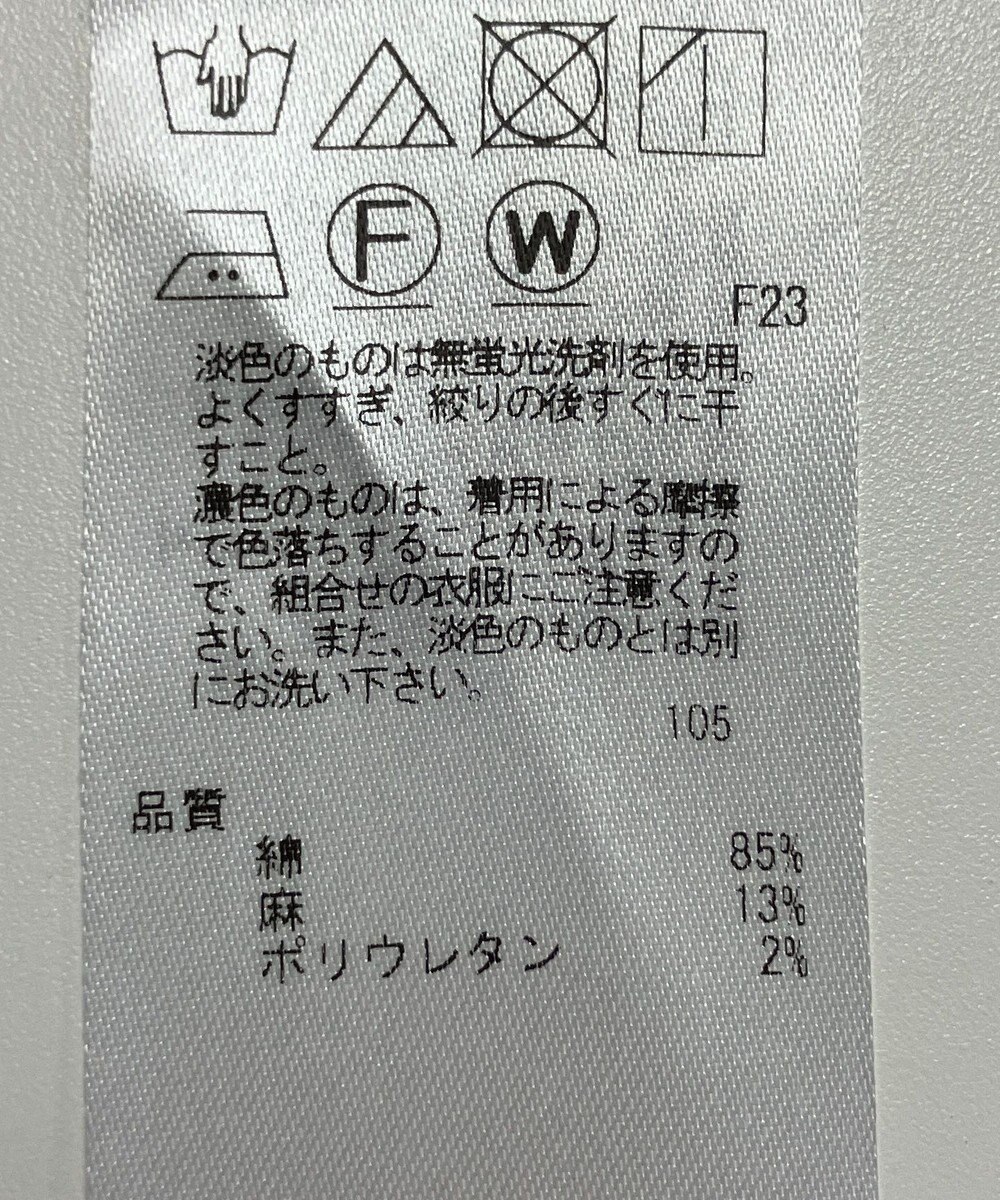 F
W
F23
淡色のものは無蛍光洗剤を使用。
よくすすぎ、絞りの後すぐに干
すこと。
濃色のものは、着用による摩擦
で色落ちすることがありますの
で、組合せの衣服にご注意くだ
さい。また、淡色のものとは別
にお洗い下さい。
105
品質
綿 85%
麻 13%
ポリウレタン 2%